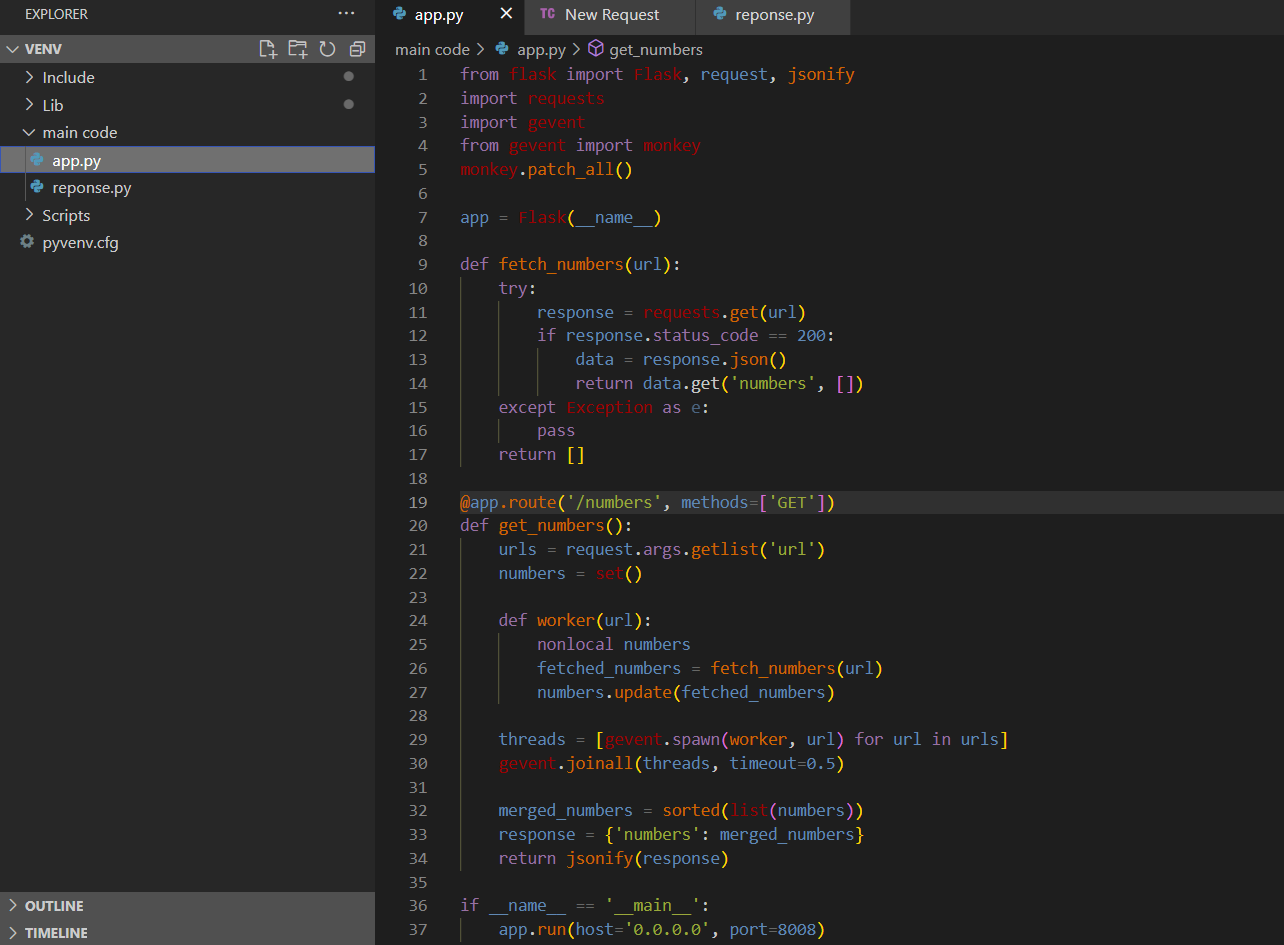 EXPLORER
···
VENV
Include
Lib
main code
app.py
reponse.py
Scripts
pyvenv.cfg
OUTLINE
TIMELINE
app.py
TC New Request
reponse.py
main code > app.py > get_numbers
1 from flask import Flask, request, jsonify
2 import requests
3 import gevent
4 from gevent import monkey
5 monkey.patch_all()
6
7 app = Flask(__name__)
8
9 def fetch_numbers(url):
10     try:
11         response = requests.get(url)
12         if response.status_code == 200:
13             data = response.json()
14             return data.get('numbers', [])
15     except Exception as e:
16         pass
17     return []
18
19 @app.route('/numbers', methods=['GET'])
20 def get_numbers():
21     urls = request.args.getlist('url')
22     numbers = set()
23
24     def worker(url):
25         nonlocal numbers
26         fetched_numbers = fetch_numbers(url)
27         numbers.update(fetched_numbers)
28
29     threads = [gevent.spawn(worker, url) for url in urls]
30     gevent.joinall(threads, timeout=0.5)
31
32     merged_numbers = sorted(list(numbers))
33     response = {'numbers': merged_numbers}
34     return jsonify(response)
35
36 if __name__ == '__main__':
37     app.run(host='0.0.0.0', port=8008)